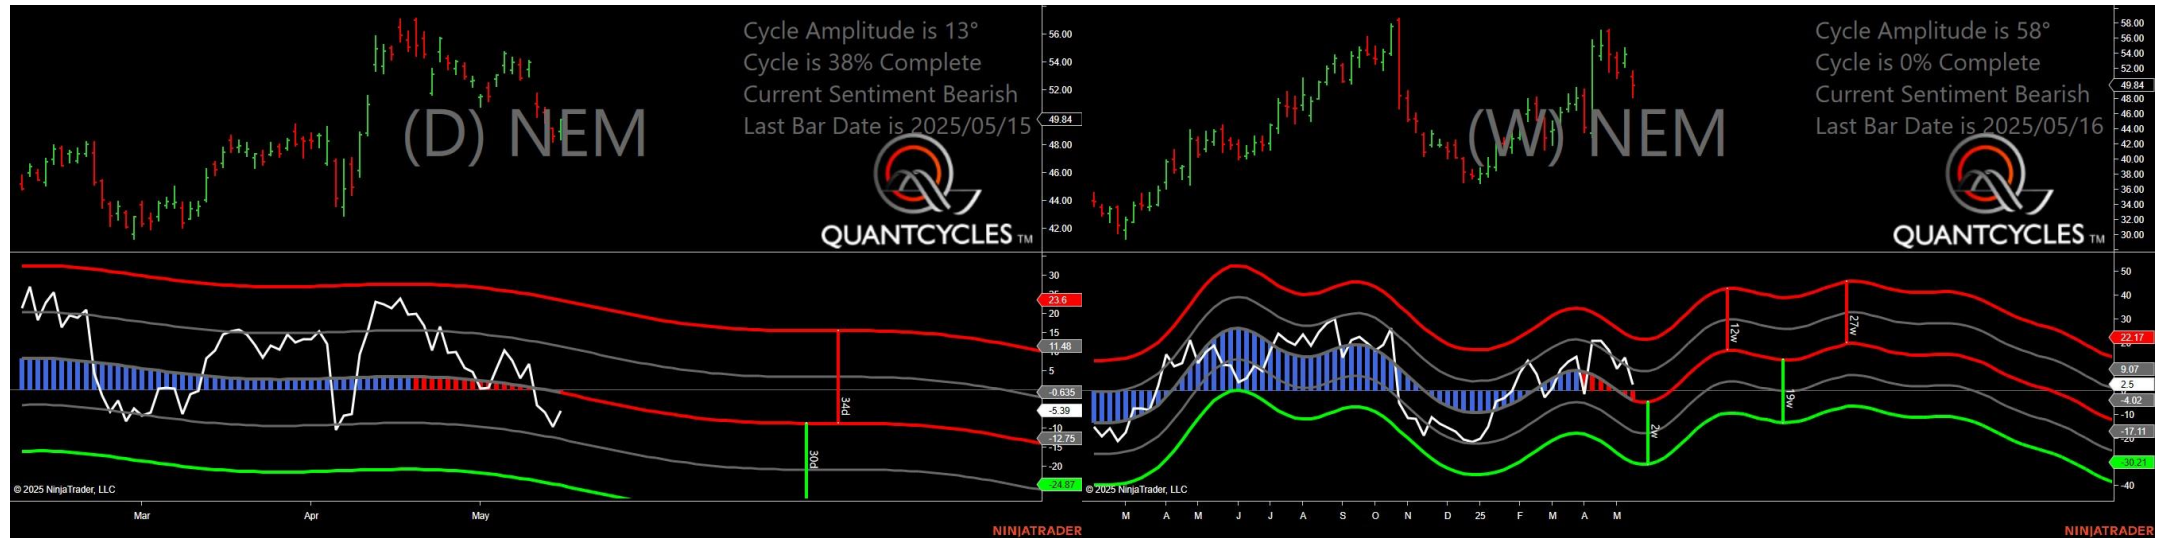 Cycle Amplitude is 13°
Cycle is 38% Complete
Current Sentiment Bearish
Last Bar Date is 2025/05/15
(D) NEM
QUANTCYCLES TM
56.00
54.00
52.00
49.84
48.00
46.00
44.00
42.00
30
23.6
20
15
11.48
5
-0.635
-5.39
-10
-12.75
-15
-20
-24.87
34d
30d
© 2025 NinjaTrader, LLC
Mar
Apr
May
NINJATRADER
Cycle Amplitude is 58°
Cycle is 0% Complete
Current Sentiment Bearish
Last Bar Date is 2025/05/16
(W) NEM
QUANTCYCLES TM
58.00
56.00
54.00
52.00
49.84
48.00
46.00
44.00
42.00
40.00
38.00
36.00
34.00
32.00
30.00
50
40
30
22.17
9.07
2.5
-4.02
-10
-17.11
-30.21
-40
12w
27w
19w
2w
© 2025 NinjaTrader, LLC
M A M J J A S O N D 25 F M A M
NINJATRADER